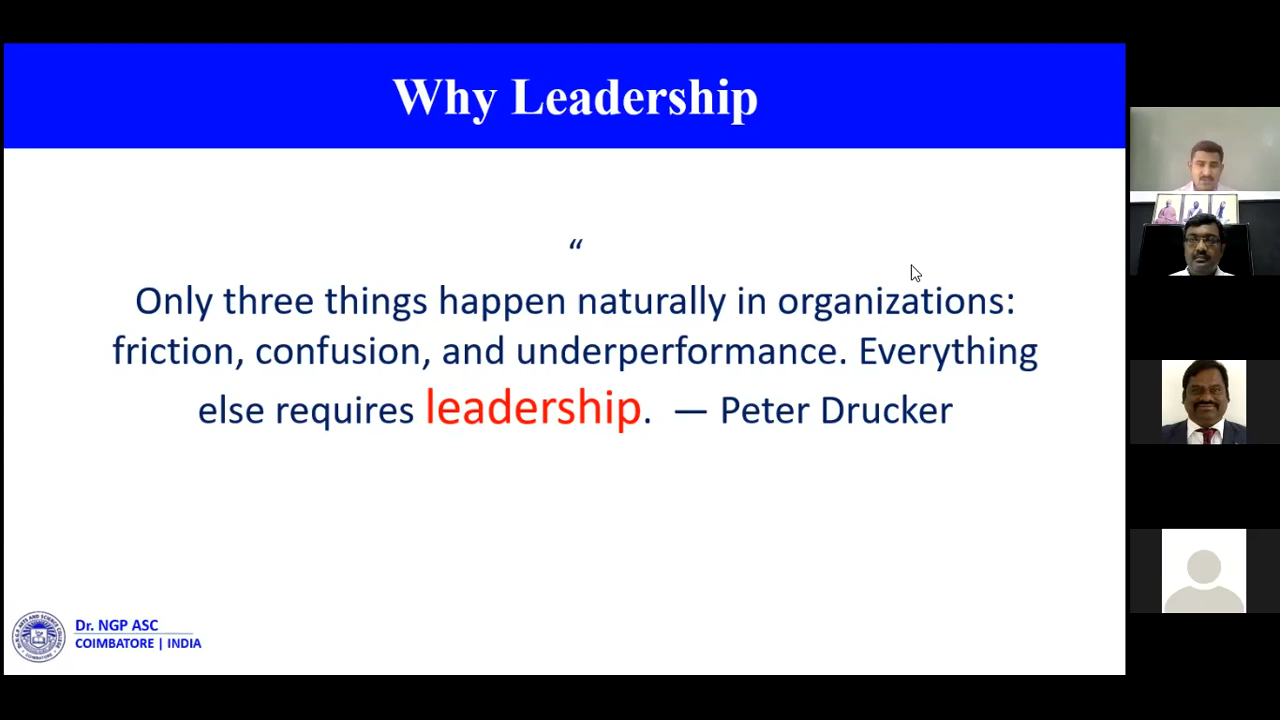 Why Leadership
“
Only three things happen naturally in organizations:
friction, confusion, and underperformance. Everything
else requires leadership. — Peter Drucker
Dr. NGP ASC
COIMBATORE | INDIA